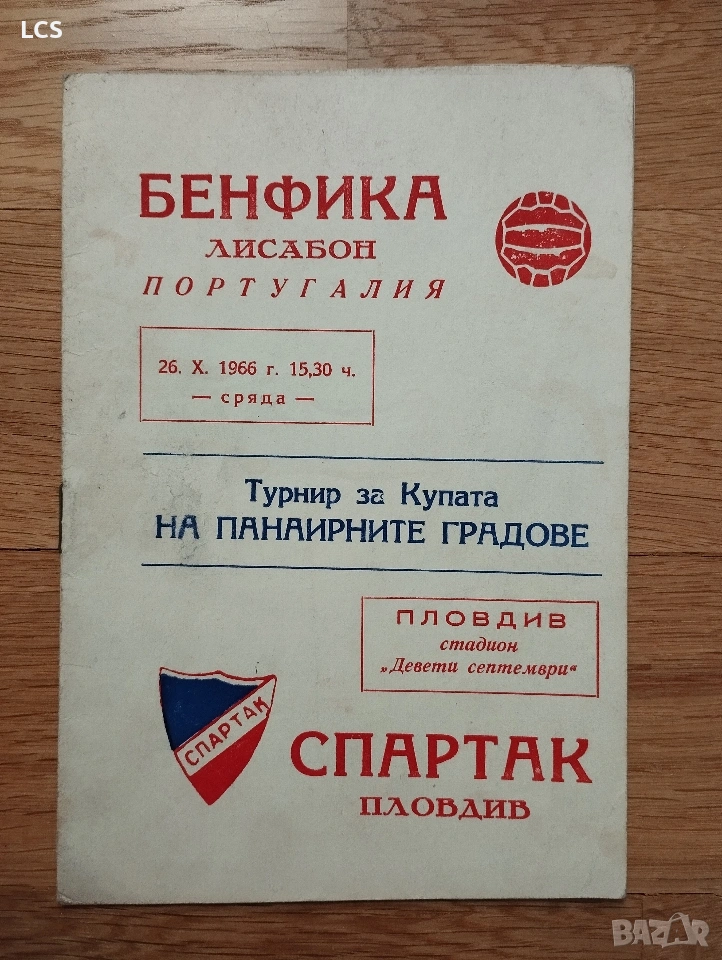 LCS
БЕНФИКА
ЛИСАБОН
ПОРТУГАЛИЯ
26. X. 1966 г. 15,30 ч.
— сряда —
Турнир за Купата
НА ПАНАИРНИТЕ ГРАДОВЕ
ПЛОВДИВ
стадион
„Девети септември“
СПАРТАК
СПАРТАК
ПЛОВДИВ
BAZAR